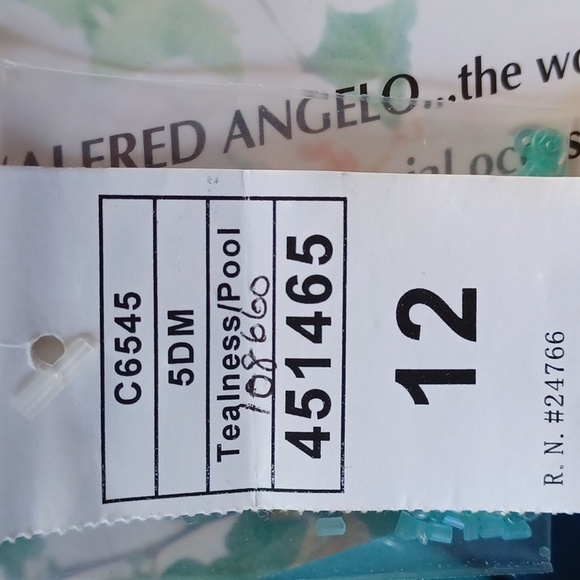 ALFRED ANGELO...the wo
C6545
5DM
Tealness/Pool
108660
451465
12
R. N. #24766